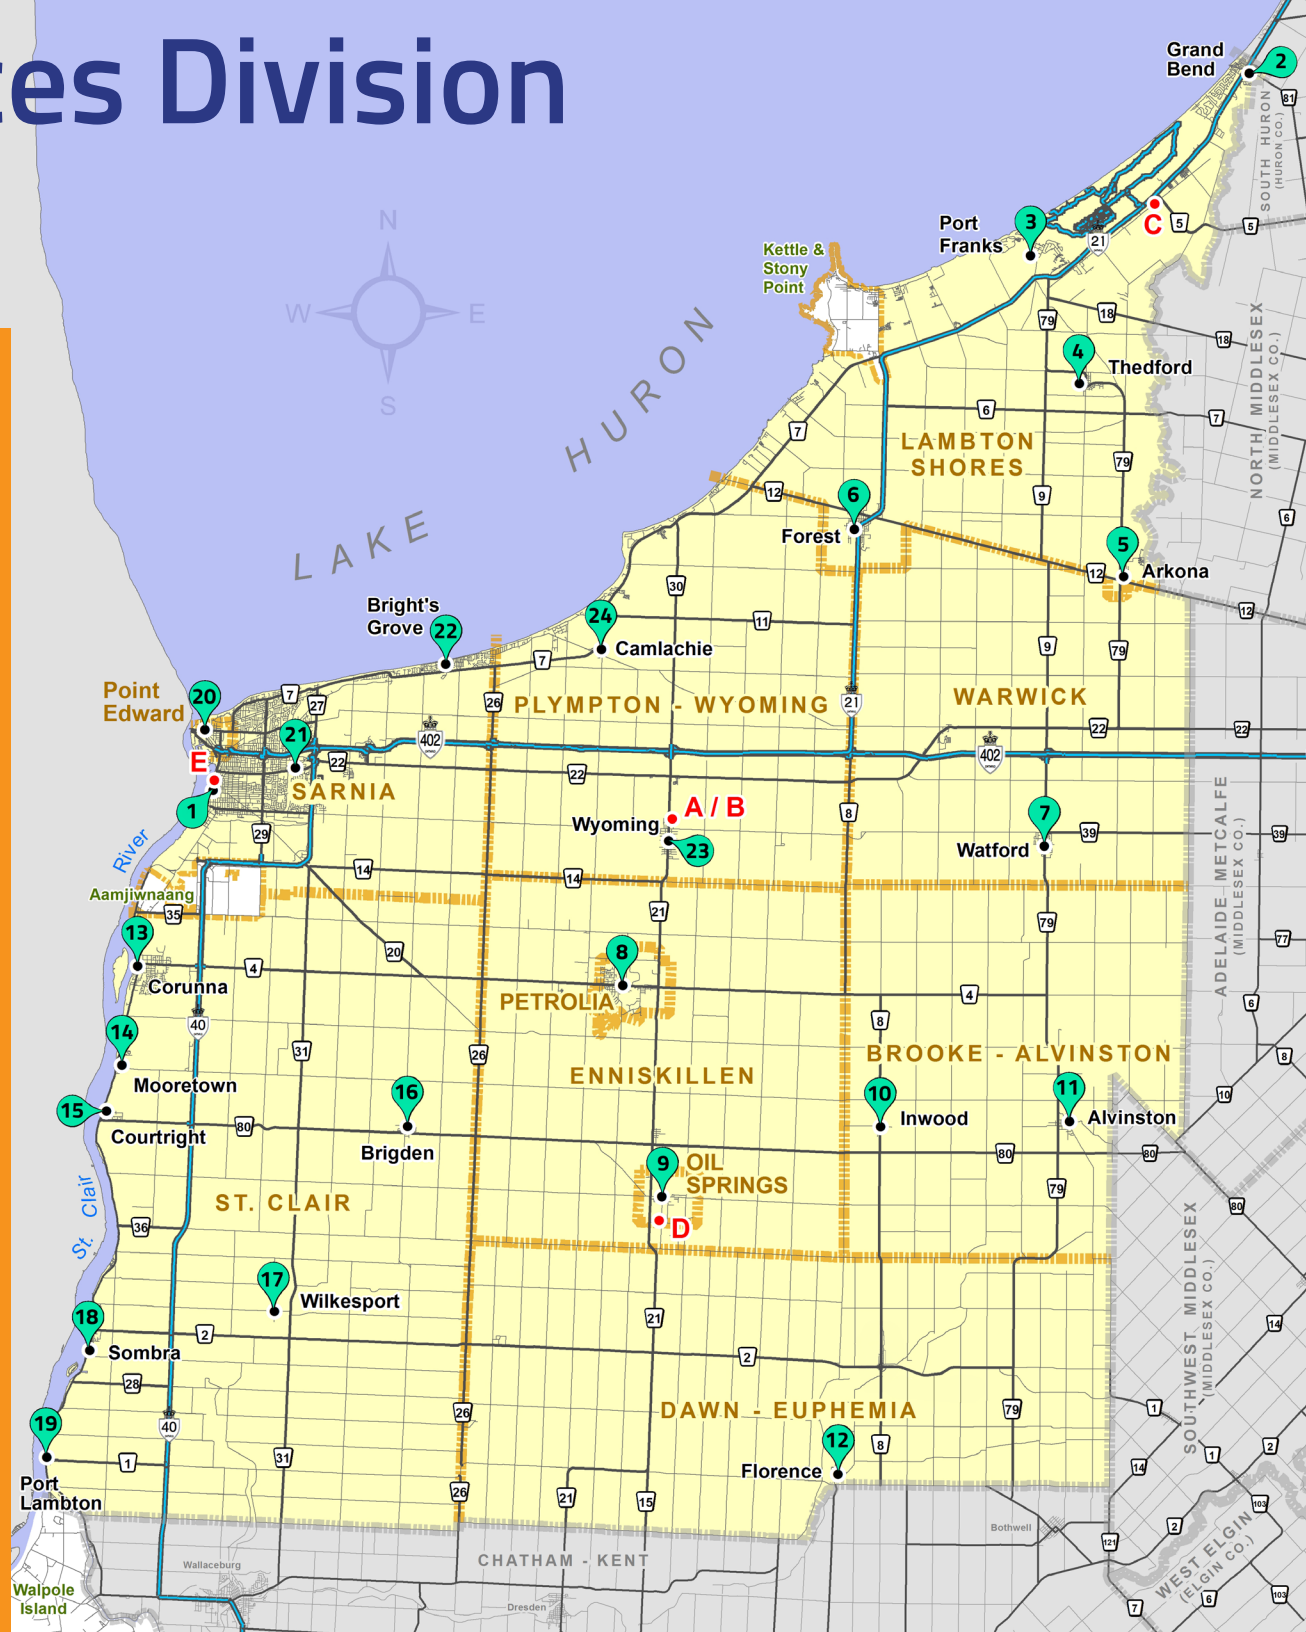 ces Division
Grand
Bend
2
81
SOUTH HURON
(HURON CO.)
N
W
E
S
Kettle &
Stony
Point
Port
Franks
3
21
C
5
5
79
18
18
4
Thedford
6
7
7
LAMBTON
SHORES
NORTH MIDDLESEX
(MIDDLESEX CO.)
LAKE HURON
12
6
Forest
9
79
6
5
Arkona
12
12
30
11
Bright's
Grove
22
24
Camlachie
7
9
79
Point
Edward
20
7
27
26
PLYMPTON - WYOMING
21
WARWICK
22
22
402
402
21
22
22
E
1
SARNIA
29
A / B
Wyoming
23
8
7
Watford
39
39
ADELAIDE METCALFE
(MIDDLESEX CO.)
River
Aamjiwnaang
14
14
35
21
79
77
13
Corunna
4
20
8
PETROLIA
4
6
40
14
Mooretown
31
26
8
ENNISKILLEN
BROOKE - ALVINSTON
8
10
15
Courtright
80
16
Brigden
10
Inwood
11
Alvinston
80
80
9
OIL
SPRINGS
79
80
D
St. Clair
ST. CLAIR
36
17
Wilkesport
SOUTHWEST MIDDLESEX
(MIDDLESEX CO.)
18
Sombra
2
21
2
14
28
19
Port
Lambton
40
1
31
26
26
DAWN - EUPHEMIA
79
12
Florence
8
21
15
1
1
2
14
103
2
121
Bothwell
WEST ELGIN
(ELGIN CO.)
CHATHAM - KENT
Wallaceburg
Dresden
Walpole
Island
7
6
103